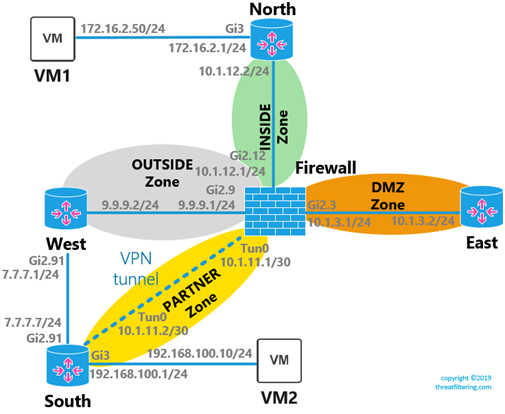 North
172.16.2.50/24
Gi3
VM
172.16.2.1/24
VM1
10.1.12.2/24
INSIDE
Zone
Gi2.12
OUTSIDE
Zone
10.1.12.1/24
Firewall
Gi2.9
DMZ
Zone
9.9.9.2/24
9.9.9.1/24
Gi2.3
10.1.3.1/24
10.1.3.2/24
West
East
Gi2.91
7.7.7.1/24
VPN
tunnel
Tun0
10.1.11.1/30
PARTNER
Zone
7.7.7.7/24
Gi2.91
Tun0
10.1.11.2/30
Gi3
192.168.100.10/24
VM
192.168.100.1/24
South
VM2
copyright ©2019
threatfiltering.com